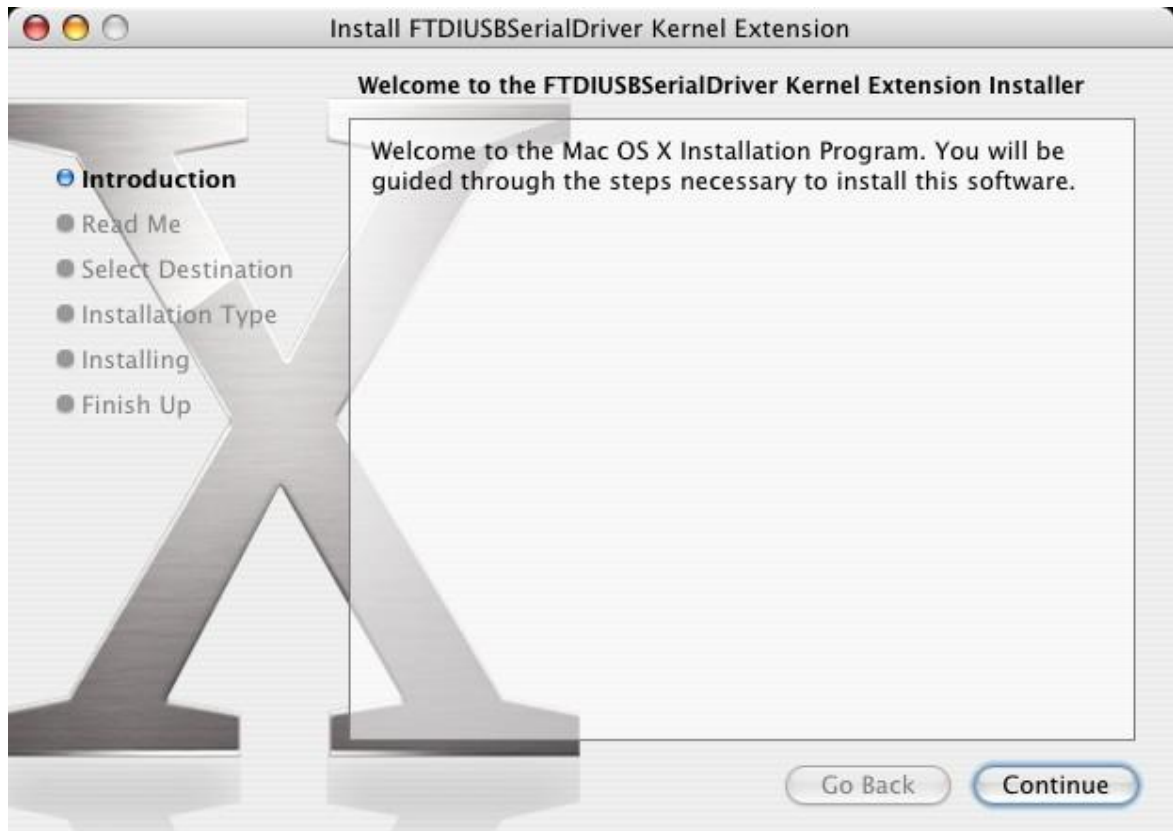 Install FTDIUSBSerialDriver Kernel Extension
Welcome to the FTDIUSBSerialDriver Kernel Extension Installer
Introduction
Read Me
Select Destination
Installation Type
Installing
Finish Up
Welcome to the Mac OS X Installation Program. You will be
guided through the steps necessary to install this software.
Go Back
Continue